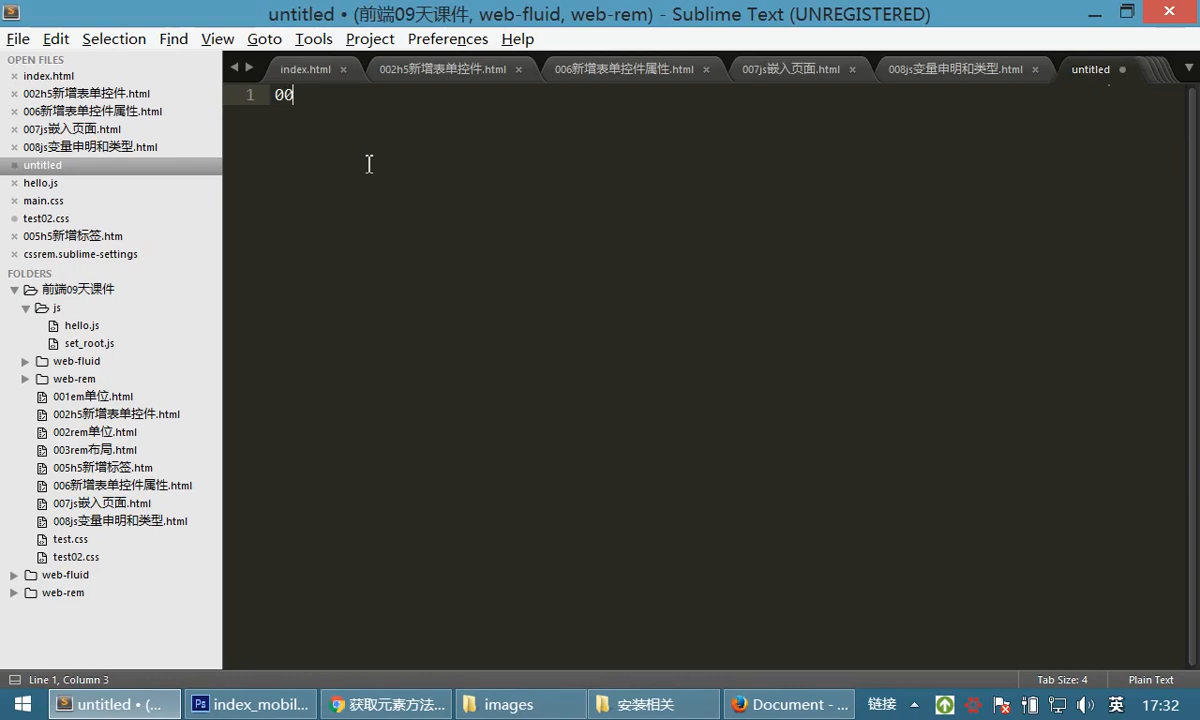 untitled • (前端09天课件, web-fluid, web-rem) - Sublime Text (UNREGISTERED)
File Edit Selection Find View Goto Tools Project Preferences Help
OPEN FILES
index.html
002h5新增表单控件.html
006新增表单控件属性.html
007js嵌入页面.html
008js变量申明和类型.html
untitled
hello.js
main.css
test02.css
005h5新增标签.htm
cssrem.sublime-settings
FOLDERS
前端09天课件
js
hello.js
set_root.js
web-fluid
web-rem
001em单位.html
002h5新增表单控件.html
002rem单位.html
003rem布局.html
005h5新增标签.htm
006新增表单控件属性.html
007js嵌入页面.html
008js变量申明和类型.html
test.css
test02.css
web-fluid
web-rem
index.html 002h5新增表单控件.html 006新增表单控件属性.html 007js嵌入页面.html 008js变量申明和类型.html untitled
1 00
Line 1, Column 3 Tab Size: 4 Plain Text
untitled • (... Ps index_mobil... 获取元素方法... images 安装相关 Document - ... 链接 英 17:32